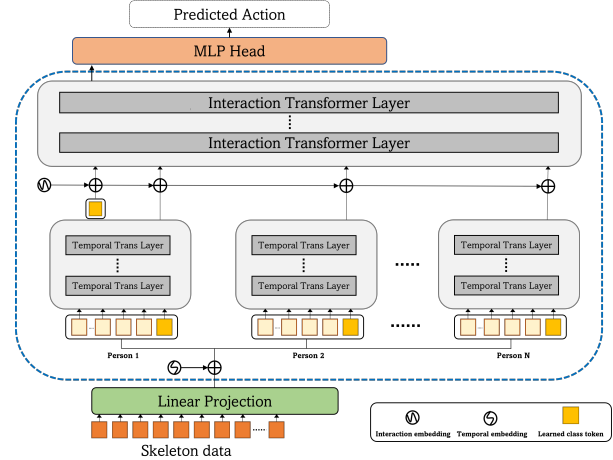 Predicted Action
MLP Head
Interaction Transformer Layer
Interaction Transformer Layer
Temporal Trans Layer
Temporal Trans Layer
Temporal Trans Layer
Temporal Trans Layer
Temporal Trans Layer
Temporal Trans Layer
Person 1
Person 2
Person N
Linear Projection
Skeleton data
Interaction embedding
Temporal embedding
Learned class token